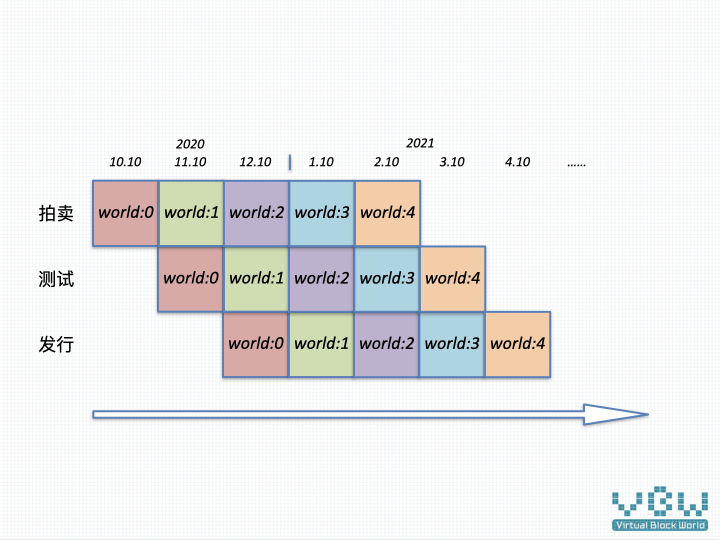 2020 2021
10.10 11.10 12.10 1.10 2.10 3.10 4.10 ......
拍卖 world:0 world:1 world:2 world:3 world:4
测试 world:0 world:1 world:2 world:3 world:4
发行 world:0 world:1 world:2 world:3 world:4
VBW
Virtual Block World